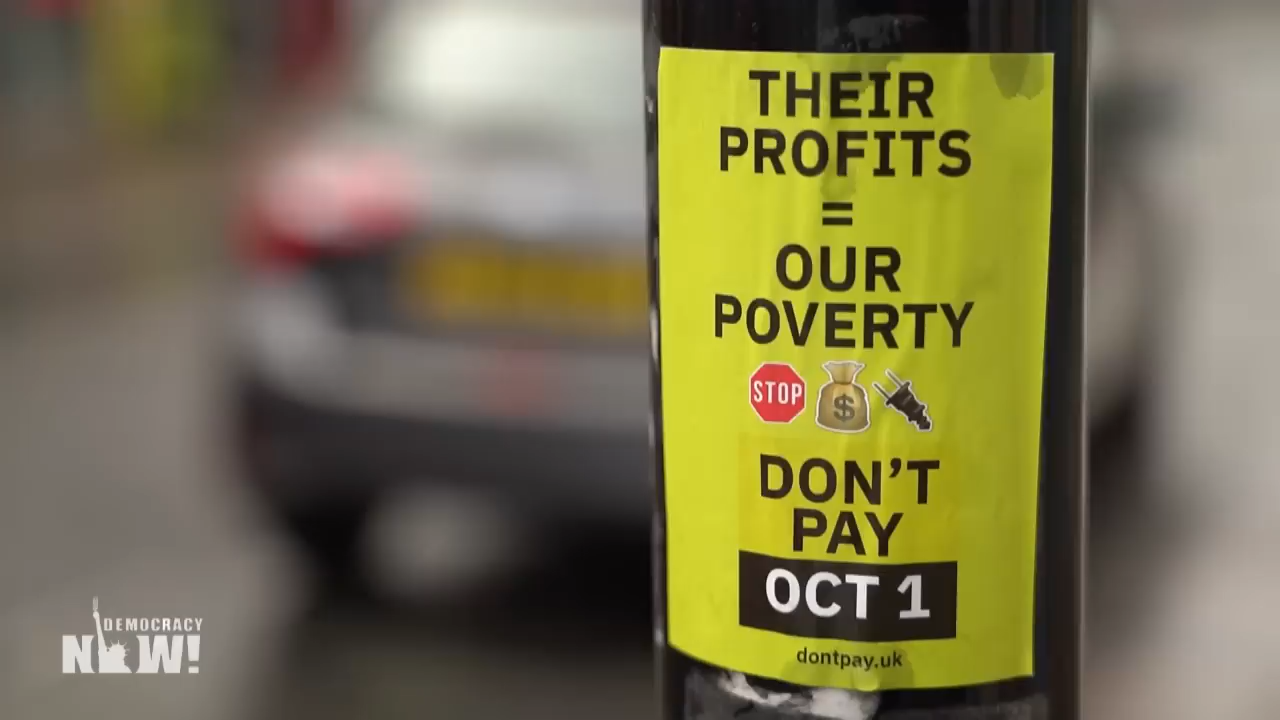 THEIR
PROFITS
=
OUR
POVERTY
STOP $
DON'T
PAY
OCT 1
dontpay.uk
DEMOCRACY
NOW!